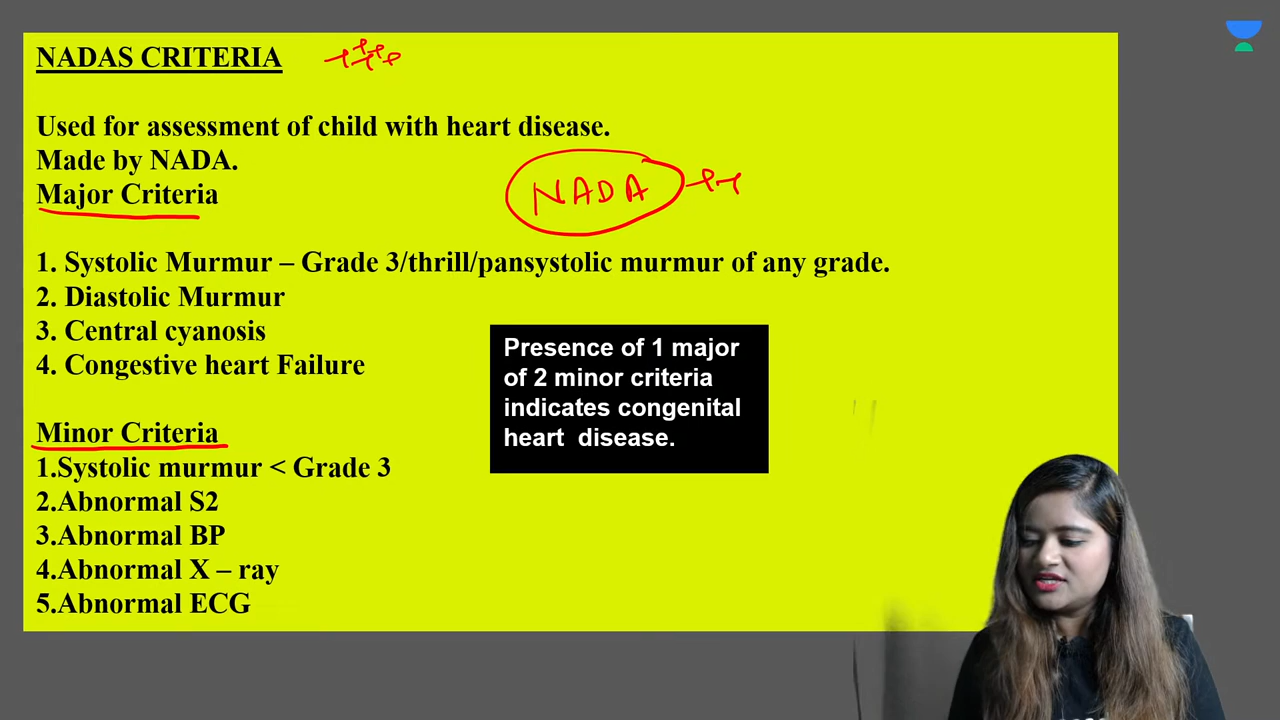 NADAS CRITERIA
Used for assessment of child with heart disease.
Made by NADA.
NADA
Major Criteria
1. Systolic Murmur – Grade 3/thrill/pansystolic murmur of any grade.
2. Diastolic Murmur
3. Central cyanosis
4. Congestive heart Failure
Presence of 1 major
of 2 minor criteria
indicates congenital
heart disease.
Minor Criteria
1.Systolic murmur < Grade 3
2.Abnormal S2
3.Abnormal BP
4.Abnormal X – ray
5.Abnormal ECG